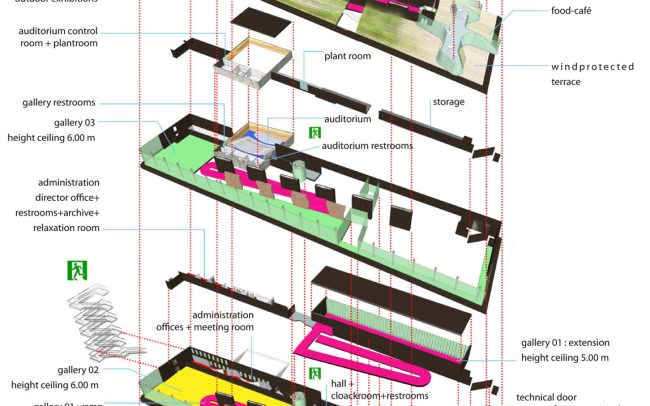 outdoor exhibitions
food-café
auditorium control
room + plantroom
plant room
windprotected
terrace
gallery restrooms
storage
gallery 03
height ceiling 6.00 m
auditorium
auditorium restrooms
administration
director office+
restrooms+archive+
relaxation room
administration
offices + meeting room
gallery 01 : extension
height ceiling 5.00 m
gallery 02
height ceiling 6.00 m
hall +
cloackroom+restrooms
technical door
gallery 01 : ramp